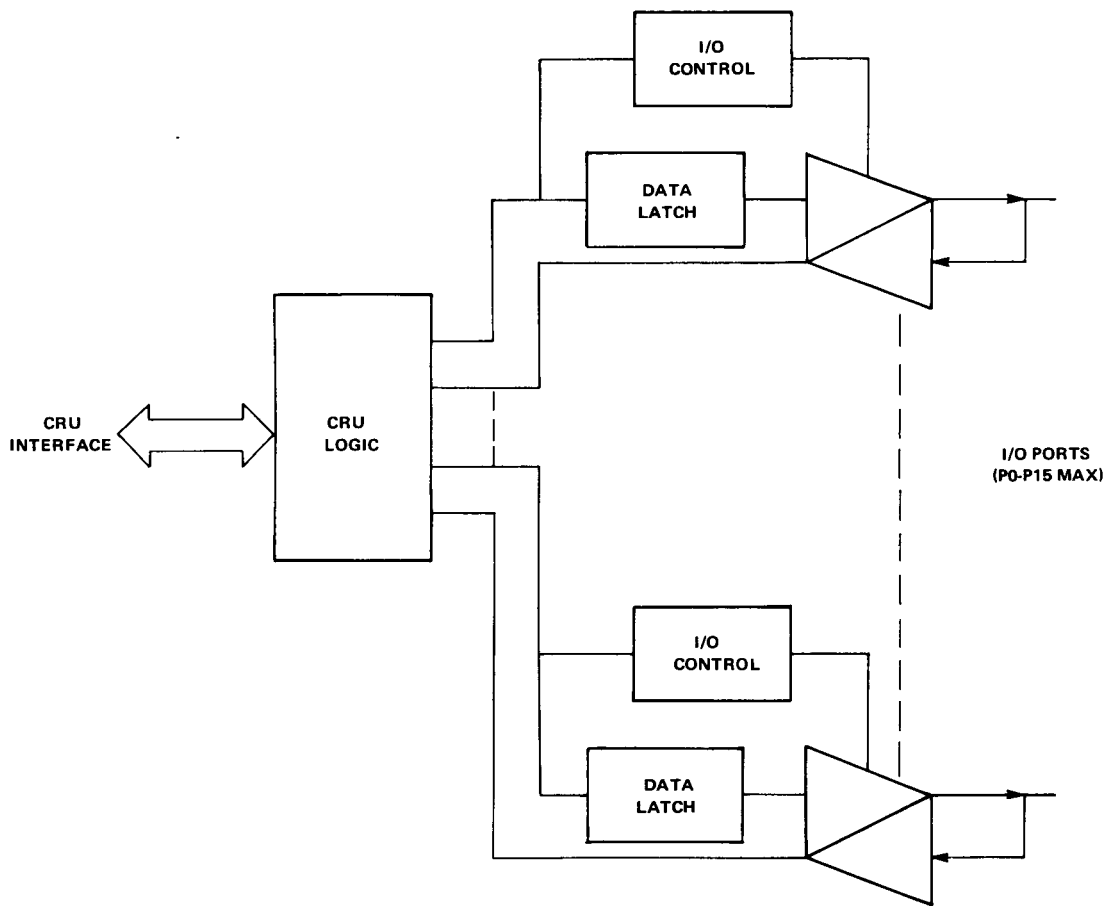 I/O
CONTROL
DATA
LATCH
CRU
INTERFACE
CRU
LOGIC
I/O PORTS
(P0-P15 MAX)
I/O
CONTROL
DATA
LATCH